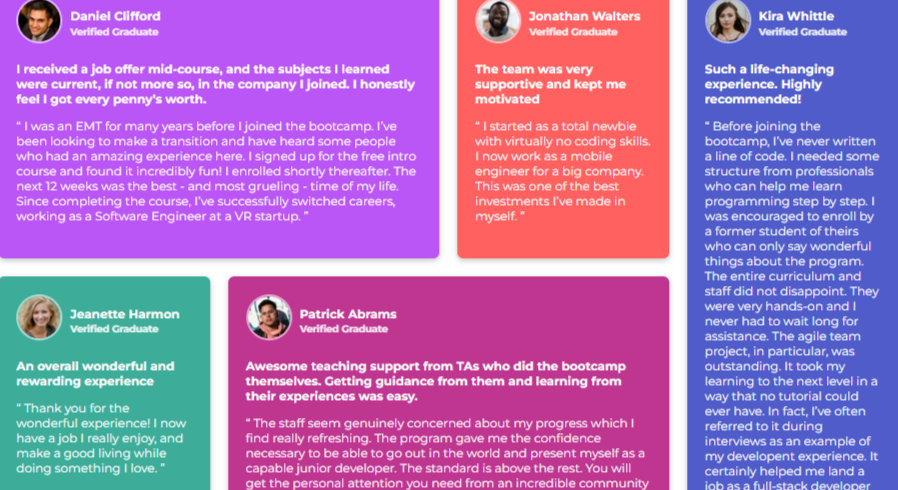 Daniel Clifford
Verified Graduate
I received a job offer mid-course, and the subjects I learned
were current, if not more so, in the company I joined. I honestly
feel I got every penny's worth.
" I was an EMT for many years before I joined the bootcamp. I've
been looking to make a transition and have heard some people
who had an amazing experience here. I signed up for the free intro
course and found it incredibly fun! I enrolled shortly thereafter. The
next 12 weeks was the best - and most grueling - time of my life.
Since completing the course, I've successfully switched careers,
working as a Software Engineer at a VR startup. "
Jonathan Walters
Verified Graduate
The team was very
supportive and kept me
motivated
" I started as a total newbie
with virtually no coding skills.
I now work as a mobile
engineer for a big company.
This was one of the best
investments I've made in
myself. "
Kira Whittle
Verified Graduate
Such a life-changing
experience. Highly
recommended!
" Before joining the
bootcamp, I've never written
a line of code. I needed some
structure from professionals
who can help me learn
programming step by step. I
was encouraged to enroll by
a former student of theirs
who can only say wonderful
things about the program.
The entire curriculum and
staff did not disappoint. They
were very hands-on and I
never had to wait long for
assistance. The agile team
project, in particular, was
outstanding. It took my
learning to the next level in a
way that no tutorial could
ever have. In fact, I've often
referred to it during
interviews as an example of
my developent experience. It
certainly helped me land a
job as a full-stack developer
Jeanette Harmon
Verified Graduate
An overall wonderful and
rewarding experience
" Thank you for the
wonderful experience! I now
have a job I really enjoy, and
make a good living while
doing something I love. "
Patrick Abrams
Verified Graduate
Awesome teaching support from TAs who did the bootcamp
themselves. Getting guidance from them and learning from
their experiences was easy.
" The staff seem genuinely concerned about my progress which I
find really refreshing. The program gave me the confidence
necessary to be able to go out in the world and present myself as a
capable junior developer. The standard is above the rest. You will
get the personal attention you need from an incredible community